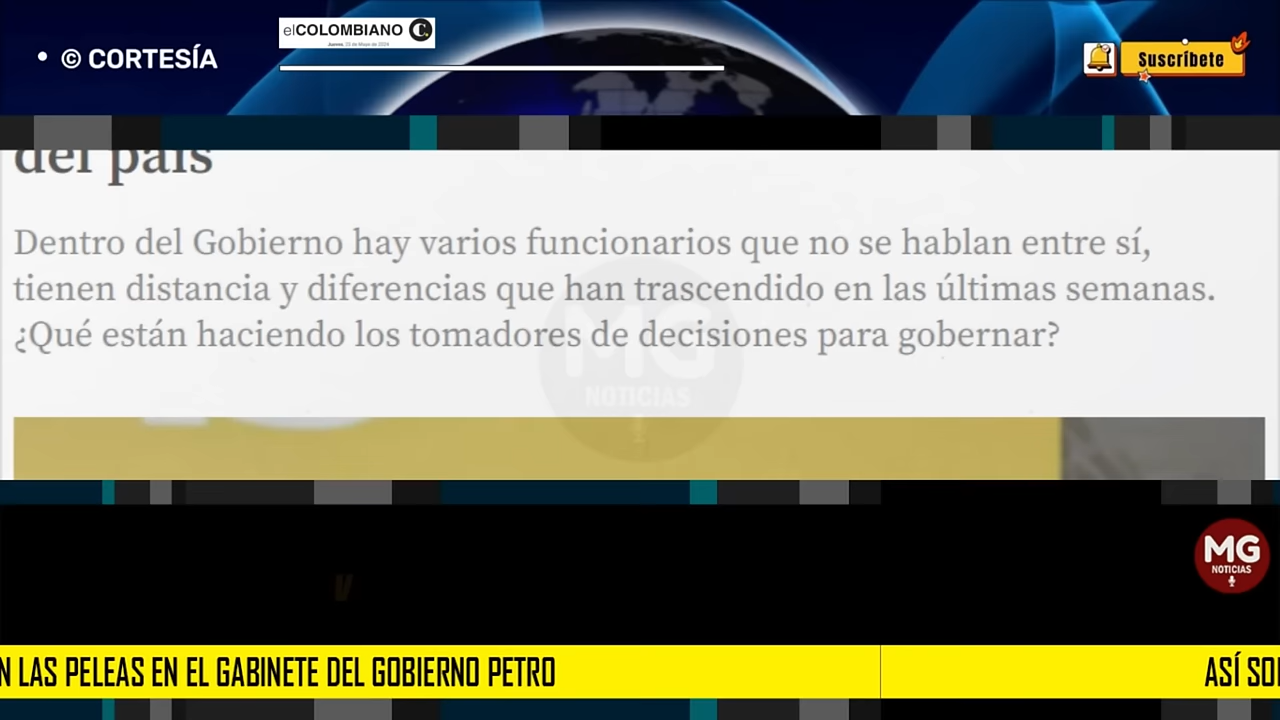 • © CORTESÍA
elCOLOMBIANO C.
Suscríbete
del país
Dentro del Gobierno hay varios funcionarios que no se hablan entre sí,
tienen distancia y diferencias que han trascendido en las últimas semanas.
¿Qué están haciendo los tomadores de decisiones para gobernar?
MG
NOTICIAS
MG
NOTICIAS
N LAS PELEAS EN EL GABINETE DEL GOBIERNO PETRO
ASÍ SO